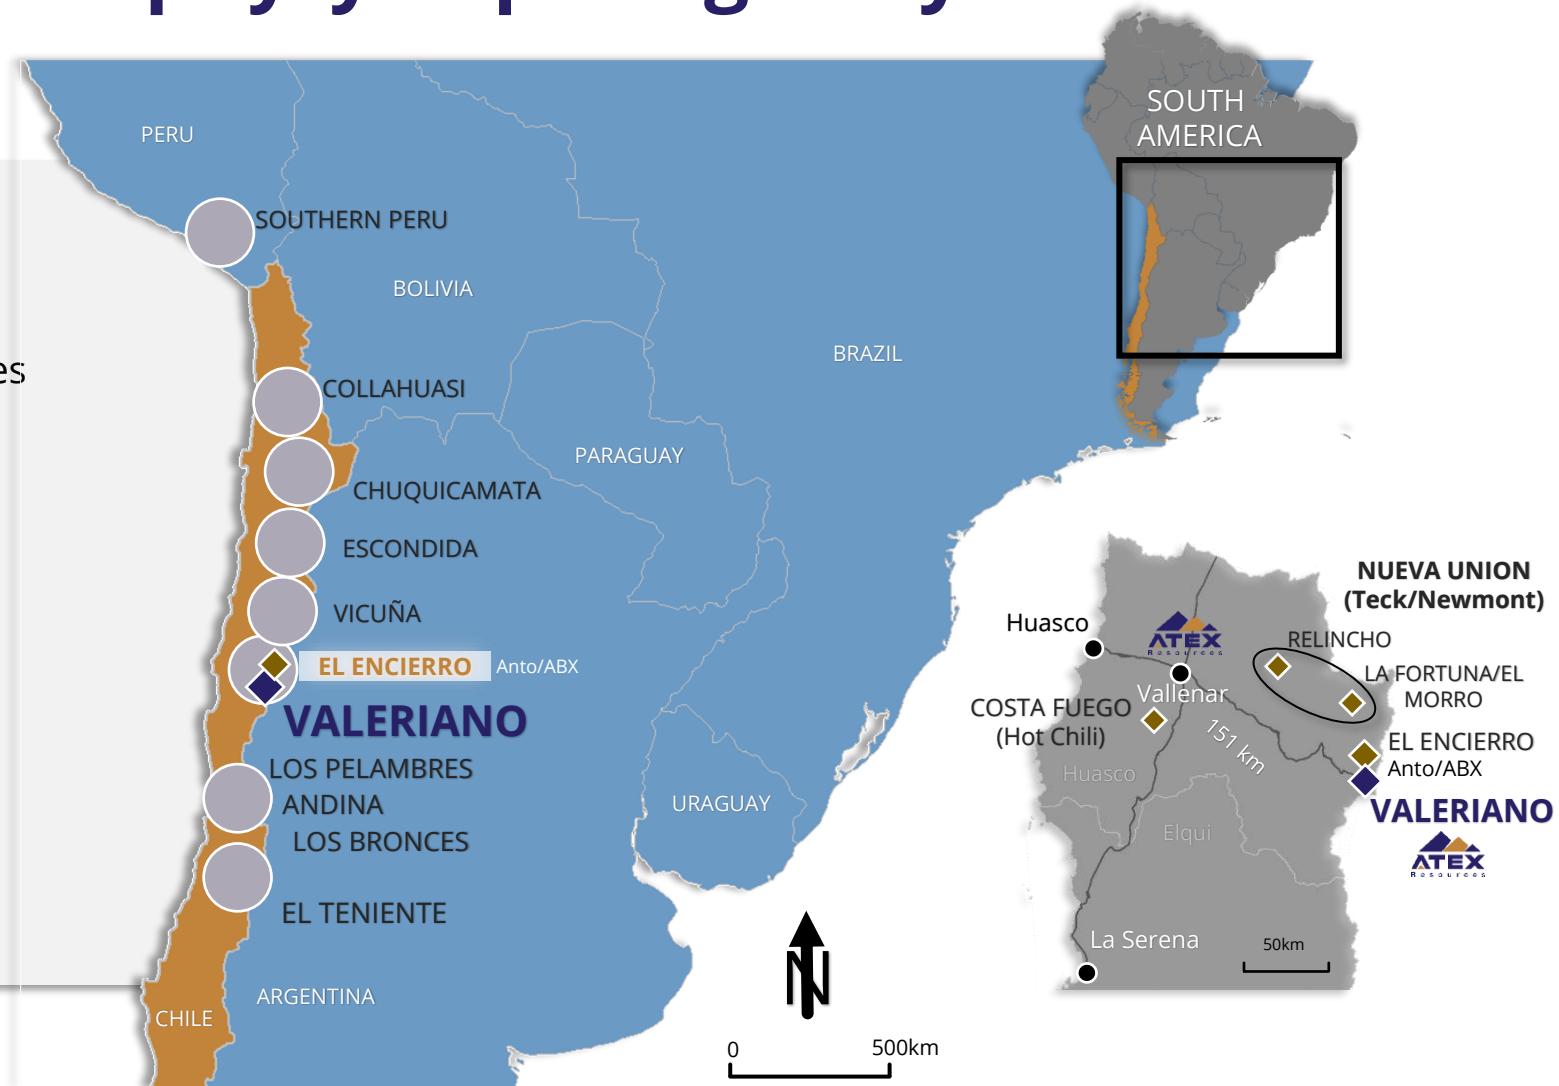 es
SOUTH
AMERICA
PERU
SOUTHERN PERU
BOLIVIA
BRAZIL
COLLAHUASI
PARAGUAY
CHUQUICAMATA
ESCONDIDA
VICUÑA
EL ENCIERRO Anto/ABX
VALERIANO
LOS PELAMBRES
ANDINA
LOS BRONCES
EL TENIENTE
URAGUAY
ARGENTINA
CHILE
N
0 500km
NUEVA UNION
(Teck/Newmont)
Huasco
ATEX
Resources
RELINCHO
LA FORTUNA/EL
MORRO
Vallenar
COSTA FUEGO
(Hot Chili)
151 km
EL ENCIERRO
Anto/ABX
Huasco
VALERIANO
ATEX
Resources
Elqui
La Serena
50km